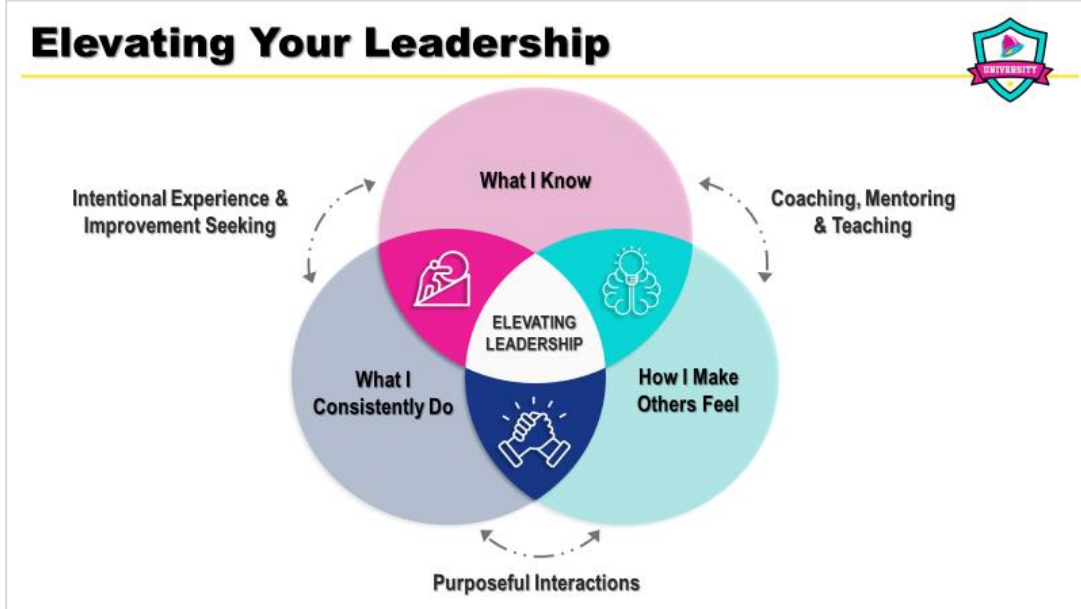 Elevating Your Leadership
UNIVERSITY
What I Know
Intentional Experience &
Improvement Seeking
Coaching, Mentoring
& Teaching
ELEVATING
LEADERSHIP
What I
Consistently Do
How I Make
Others Feel
Purposeful Interactions